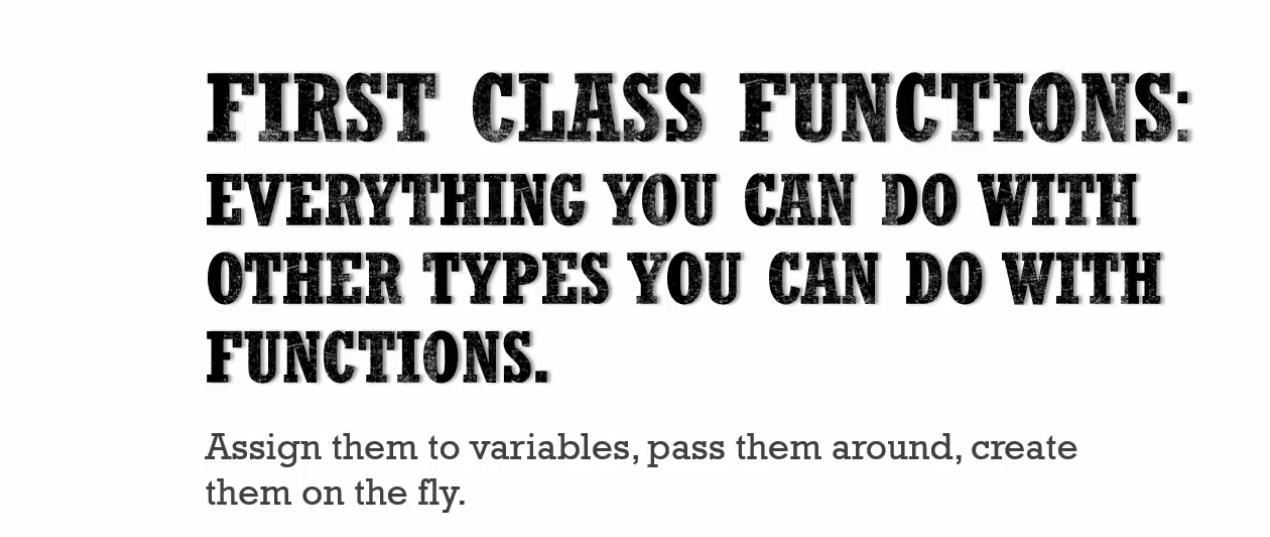 FIRST CLASS FUNCTIONS:
EVERYTHING YOU CAN DO WITH
OTHER TYPES YOU CAN DO WITH
FUNCTIONS.
Assign them to variables, pass them around, create
them on the fly.